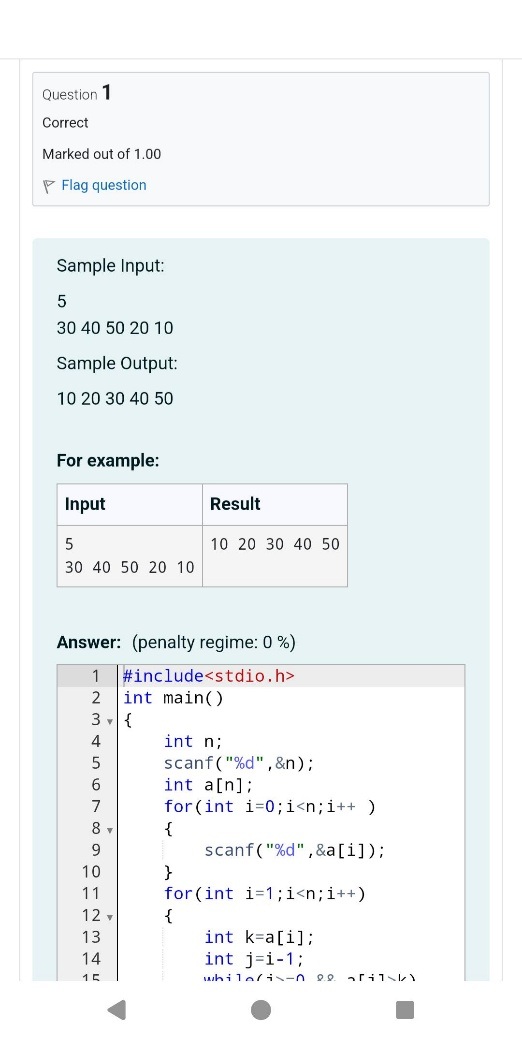 Question 1
Correct
Marked out of 1.00
Flag question
Sample Input:
5
30 40 50 20 10
Sample Output:
10 20 30 40 50
For example:
Input Result
5 10 20 30 40 50
30 40 50 20 10
Answer: (penalty regime: 0 %)
1 #include<stdio.h>
2 int main()
3 {
4 int n;
5 scanf("%d",&n);
6 int a[n];
7 for(int i=0;i<n;i++ )
8 {
9 scanf("%d",&a[i]);
10 }
11 for(int i=1;i<n;i++)
12 {
13 int k=a[i];
14 int j=i-1;
15 while(j>=0 && a[j]>k)